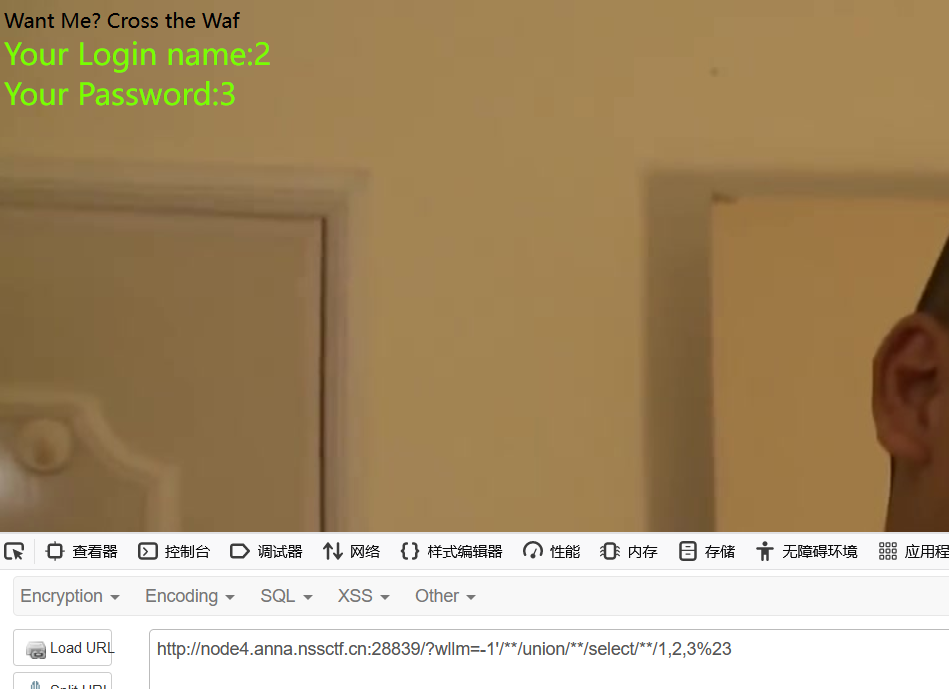 Want Me? Cross the Waf
Your Login name:2
Your Password:3
查看器 控制台 调试器 网络 样式编辑器 性能 内存 存储 无障碍环境 应用程
Encryption Encoding SQL XSS Other
Load URL http://node4.anna.nssctf.cn:28839/?wllm=-1'/**/union/**/select/**/1,2,3%23
Split URL